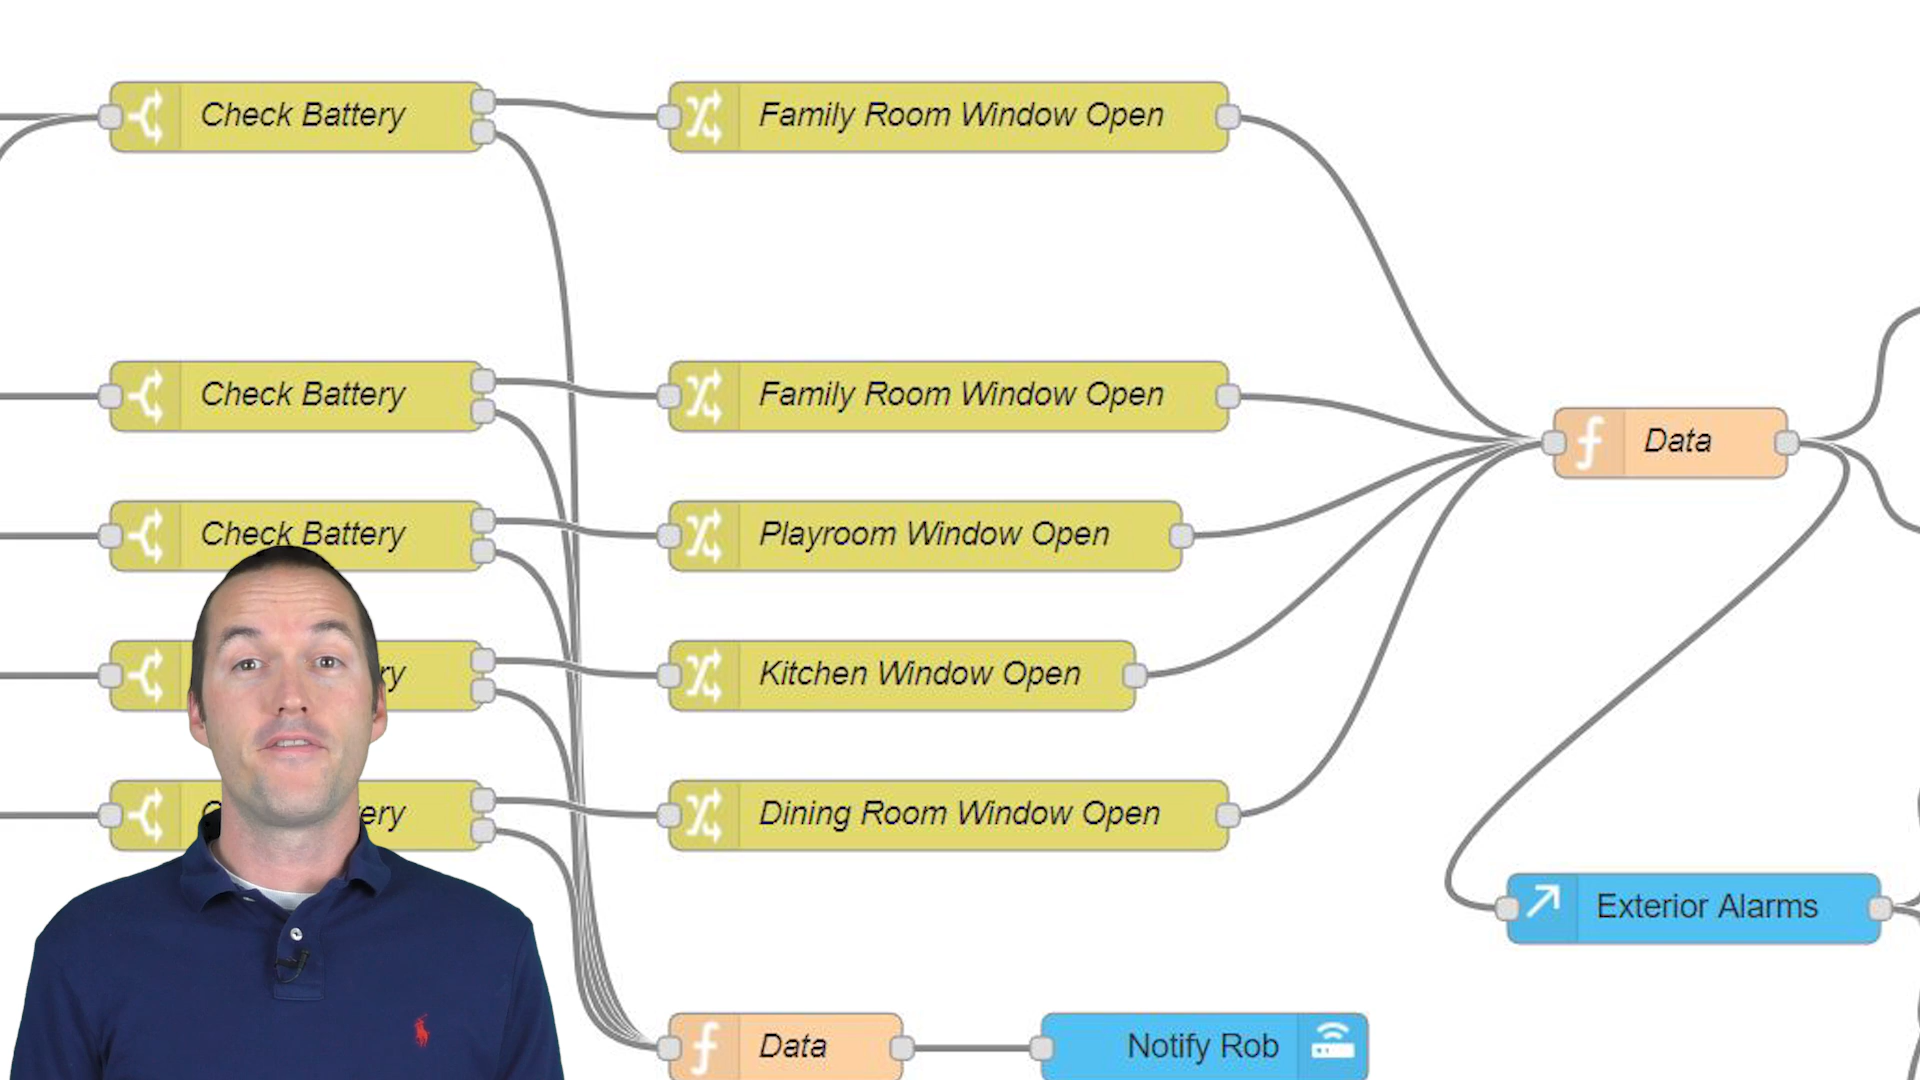 Check Battery
Family Room Window Open
Check Battery
Family Room Window Open
Data
Check Battery
Playroom Window Open
Kitchen Window Open
Dining Room Window Open
Exterior Alarms
Data
Notify Rob